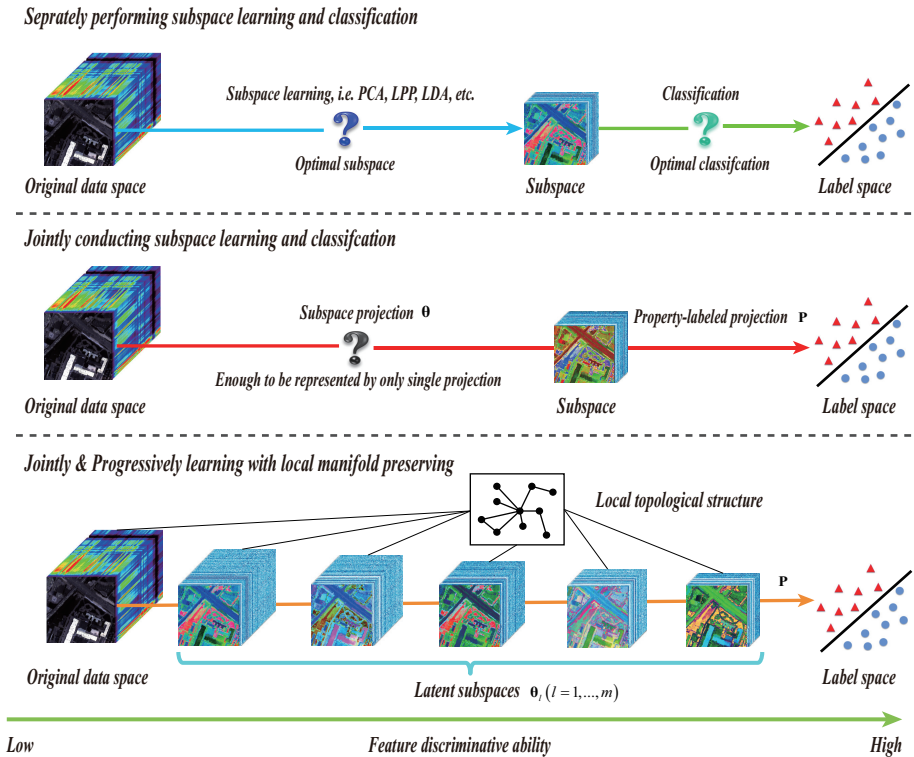 Seprately performing subspace learning and classification
Subspace learning, i.e. PCA, LPP, LDA, etc.
Classification
?
?
Optimal subspace
Optimal classifcation
Original data space
Subspace
Label space
Jointly conducting subspace learning and classifcation
Subspace projection θ
Property-labeled projection P
?
Enough to be represented by only single projection
Original data space
Subspace
Label space
Jointly & Progressively learning with local manifold preserving
Local topological structure
P
Original data space
Label space
Latent subspaces θ_l (l = 1,...,m)
Low
Feature discriminative ability
High